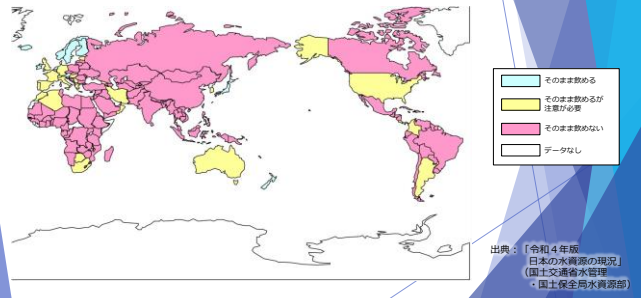 そのまま飲める
そのまま飲めるが
注意が必要
そのまま飲めない
データなし
出典：「令和４年版
日本の水資源の現況」
（国土交通省水管理
・国土保全局水資源部）